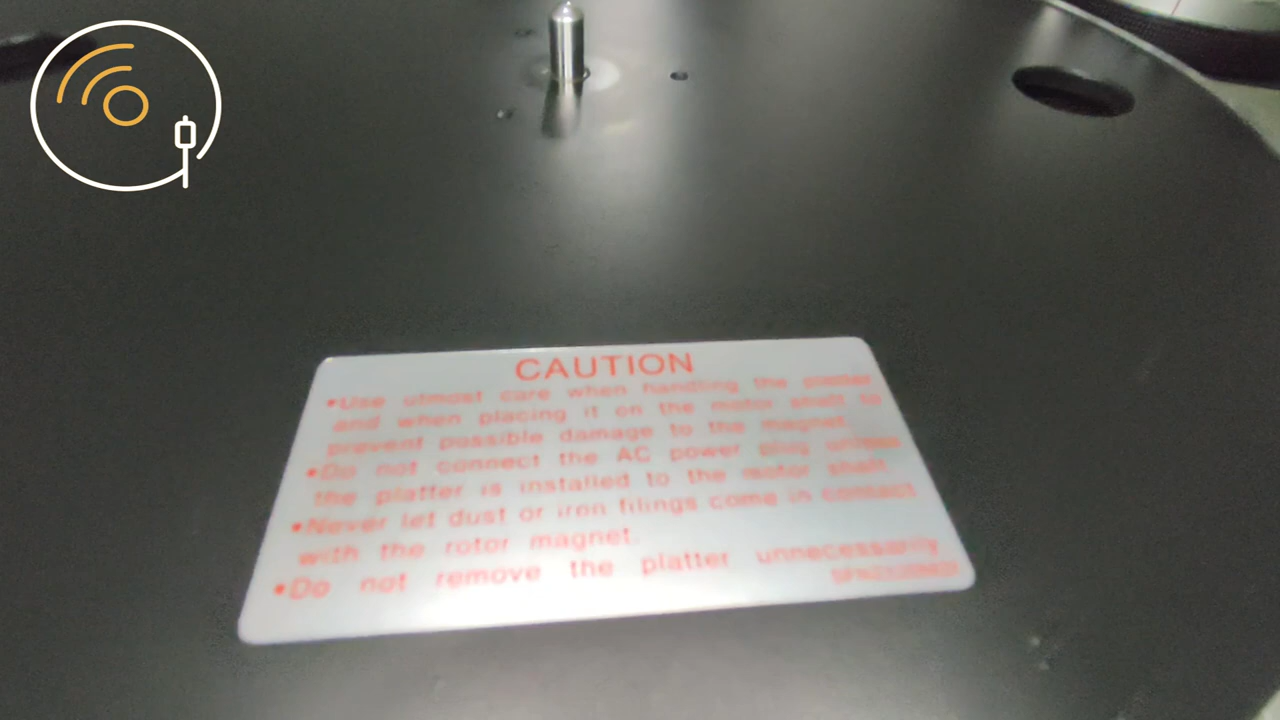 CAUTION
•Use utmost care when handling the platter
and when placing it on the motor shaft to
prevent possible damage to the magnet.
•Do not connect the AC power plug unless
the platter is installed to the motor shaft.
•Never let dust or iron filings come in contact
with the rotor magnet.
•Do not remove the platter unnecessarily.